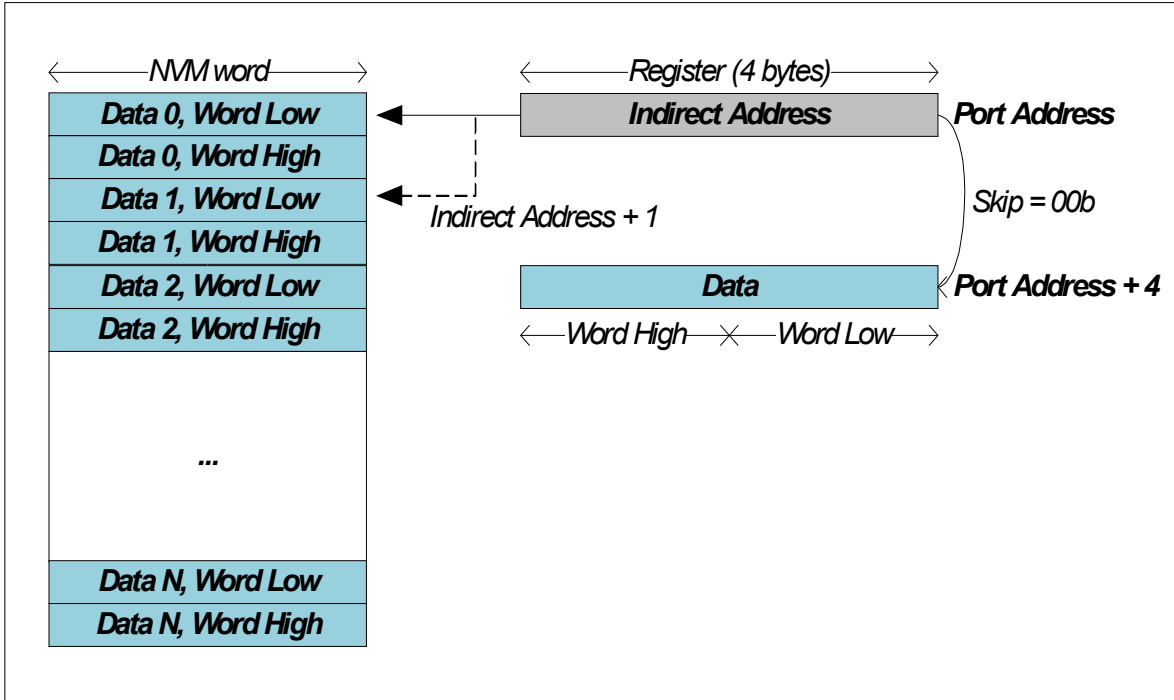 NVM word
Data 0, Word Low
Data 0, Word High
Data 1, Word Low
Data 1, Word High
Data 2, Word Low
Data 2, Word High
...
Data N, Word Low
Data N, Word High
Register (4 bytes)
Indirect Address
Port Address
Indirect Address + 1
Skip = 00b
Data
Port Address + 4
Word High
Word Low